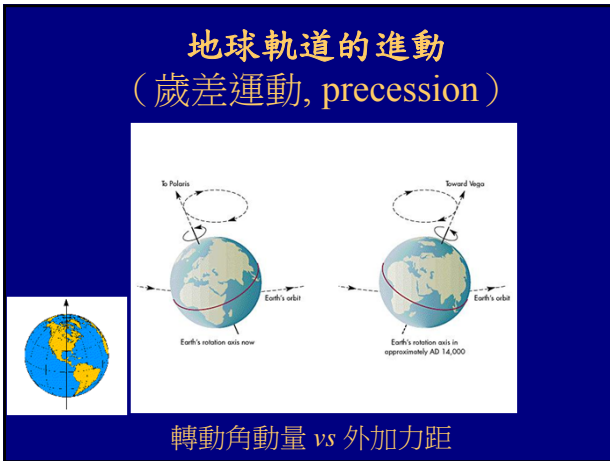 地球軌道的進動
（歲差運動, precession）
To Polaris
Toward Vega
Earth's orbit
Earth's orbit
Earth's rotation axis now
Earth's rotation axis in
approximately AD 14,000
轉動角動量 vs 外加力距